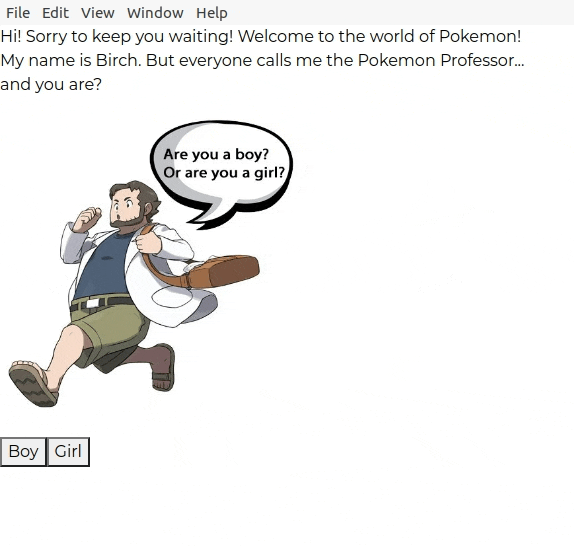 File Edit View Window Help
Hi! Sorry to keep you waiting! Welcome to the world of Pokemon!
My name is Birch. But everyone calls me the Pokemon Professor...
and you are?
Are you a boy?
Or are you a girl?
Boy Girl